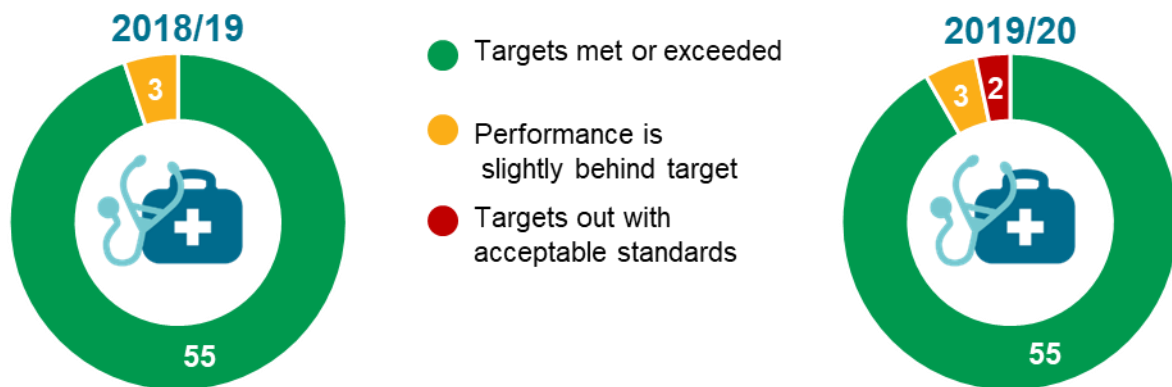 2018/19
3
55
Targets met or exceeded
Performance is
slightly behind target
Targets out with
acceptable standards
2019/20
3
2
55